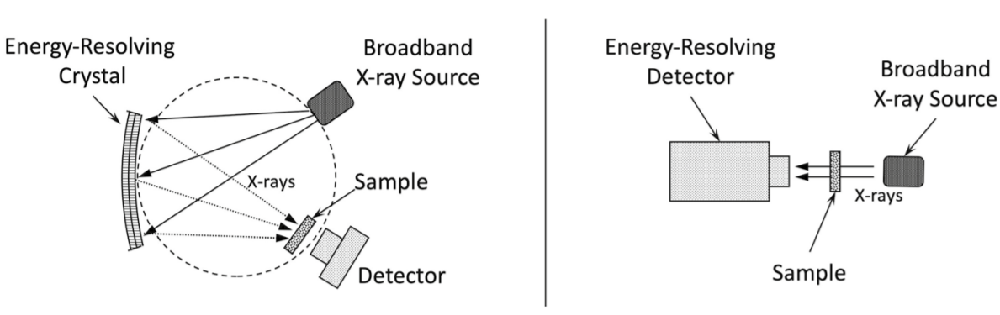 Energy-Resolving
Crystal
Broadband
X-ray Source
X-rays
Sample
Detector
Energy-Resolving
Detector
Broadband
X-ray Source
X-rays
Sample